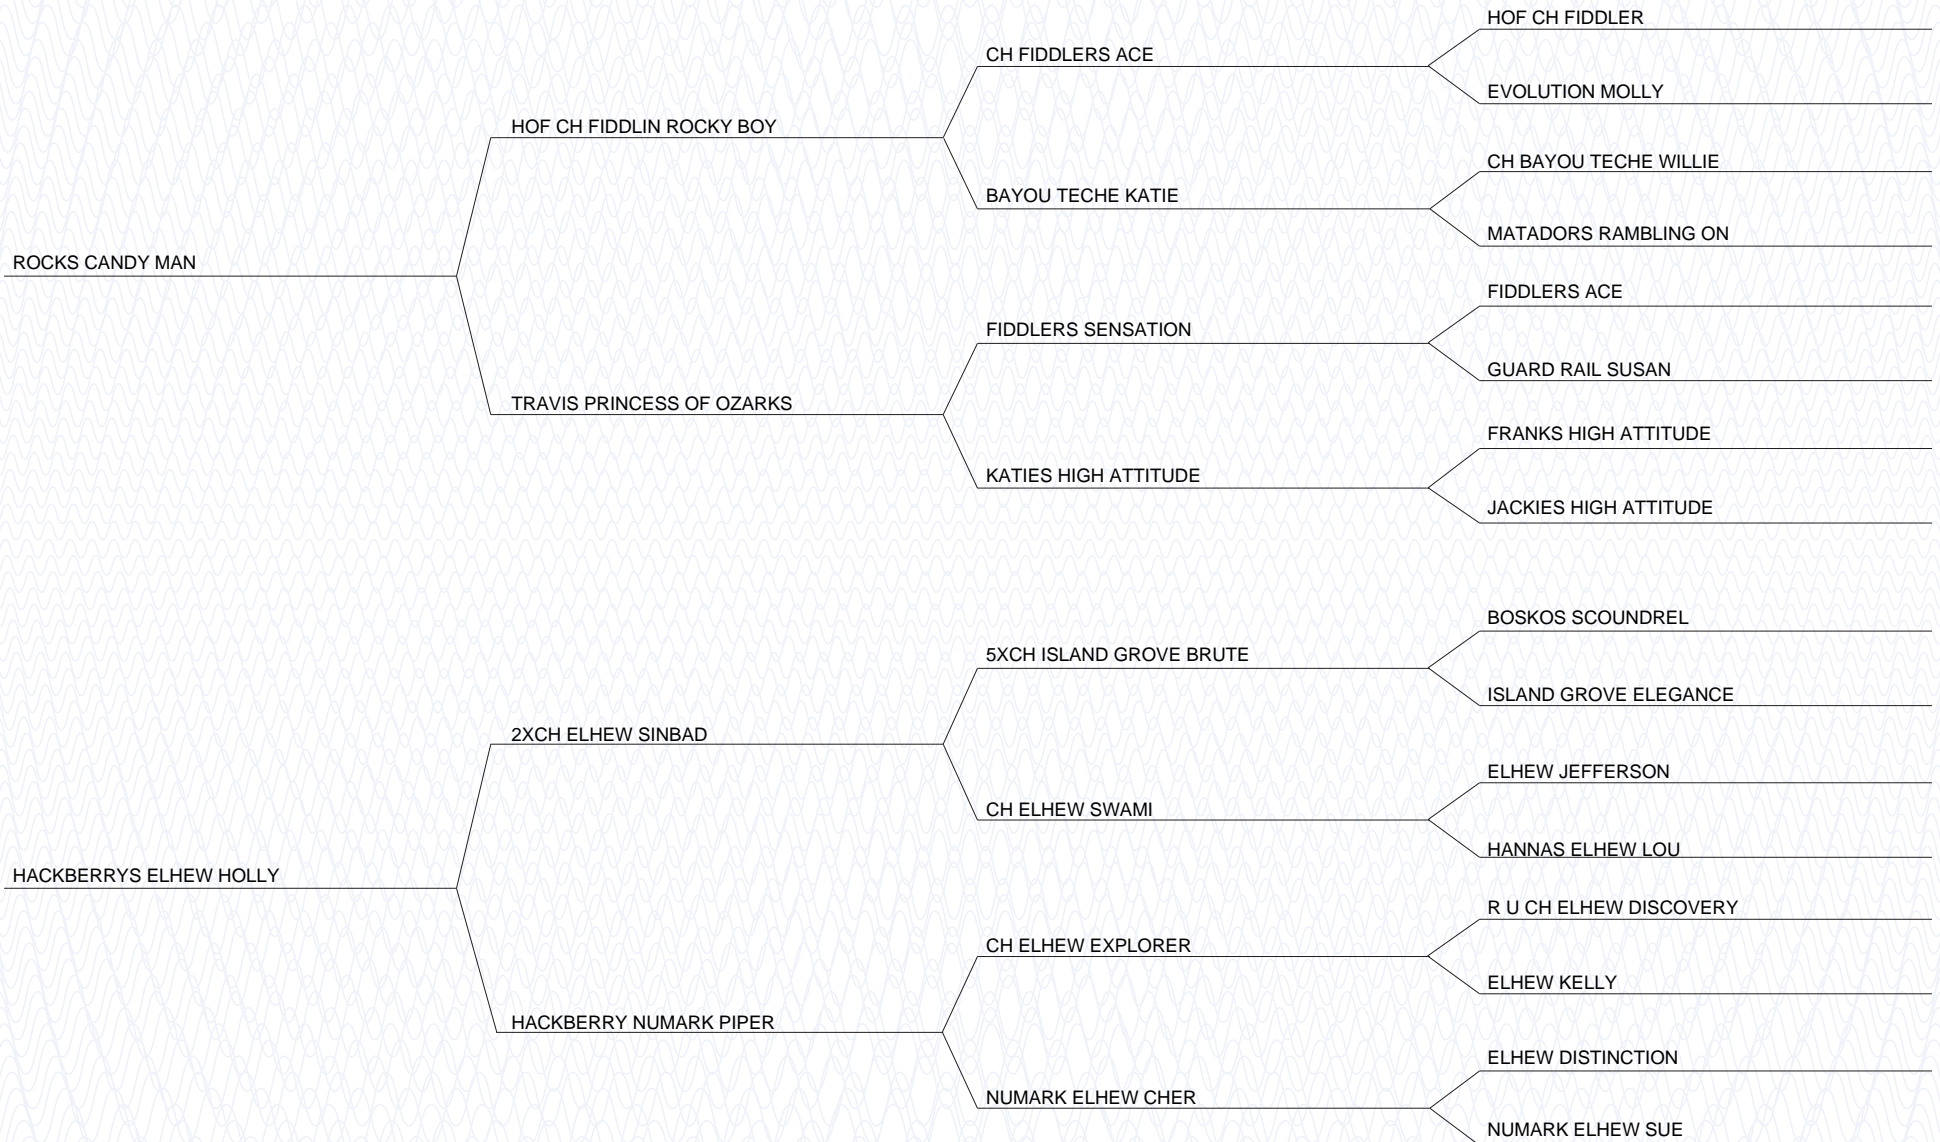 HOF CH FIDDLER
CH FIDDLERS ACE
EVOLUTION MOLLY
HOF CH FIDDLIN ROCKY BOY
CH BAYOU TECHE WILLIE
BAYOU TECHE KATIE
MATADORS RAMBLING ON
ROCKS CANDY MAN
FIDDLERS ACE
FIDDLERS SENSATION
GUARD RAIL SUSAN
TRAVIS PRINCESS OF OZARKS
FRANKS HIGH ATTITUDE
KATIES HIGH ATTITUDE
JACKIES HIGH ATTITUDE
BOSKOS SCOUNDREL
5XCH ISLAND GROVE BRUTE
ISLAND GROVE ELEGANCE
2XCH ELHEW SINBAD
ELHEW JEFFERSON
CH ELHEW SWAMI
HANNAS ELHEW LOU
HACKBERRYS ELHEW HOLLY
R U CH ELHEW DISCOVERY
CH ELHEW EXPLORER
ELHEW KELLY
HACKBERRY NUMARK PIPER
ELHEW DISTINCTION
NUMARK ELHEW CHER
NUMARK ELHEW SUE